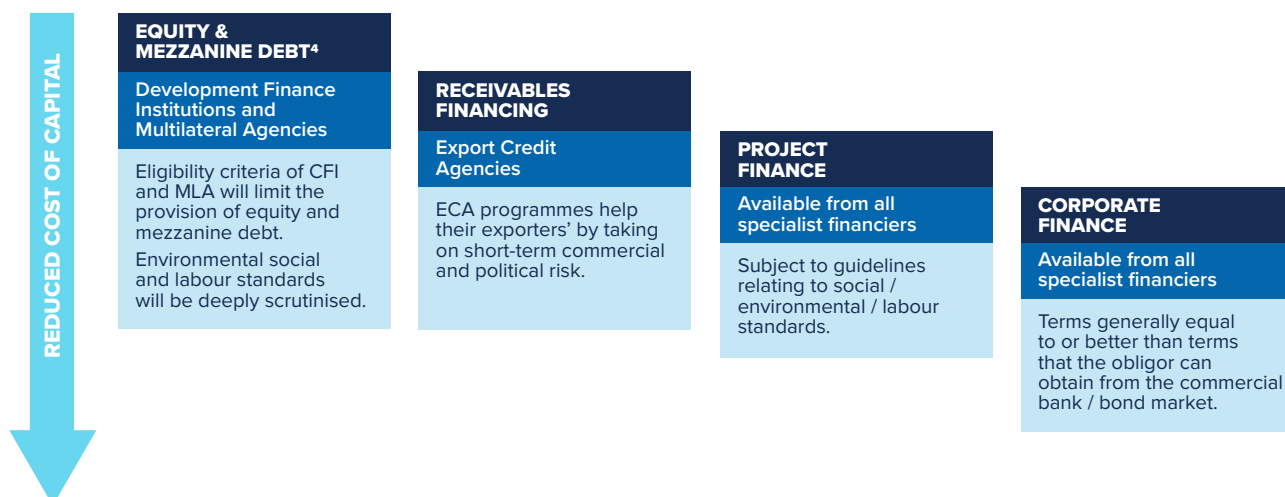 REDUCED COST OF CAPITAL
EQUITY &
MEZZANINE DEBT⁴
Development Finance
Institutions and
Multilateral Agencies
Eligibility criteria of CFI
and MLA will limit the
provision of equity and
mezzanine debt.
Environmental social
and labour standards
will be deeply scrutinised.
RECEIVABLES
FINANCING
Export Credit
Agencies
ECA programmes help
their exporters’ by taking
on short-term commercial
and political risk.
PROJECT
FINANCE
Available from all
specialist financiers
Subject to guidelines
relating to social /
environmental / labour
standards.
CORPORATE
FINANCE
Available from all
specialist financiers
Terms generally equal
to or better than terms
that the obligor can
obtain from the commercial
bank / bond market.